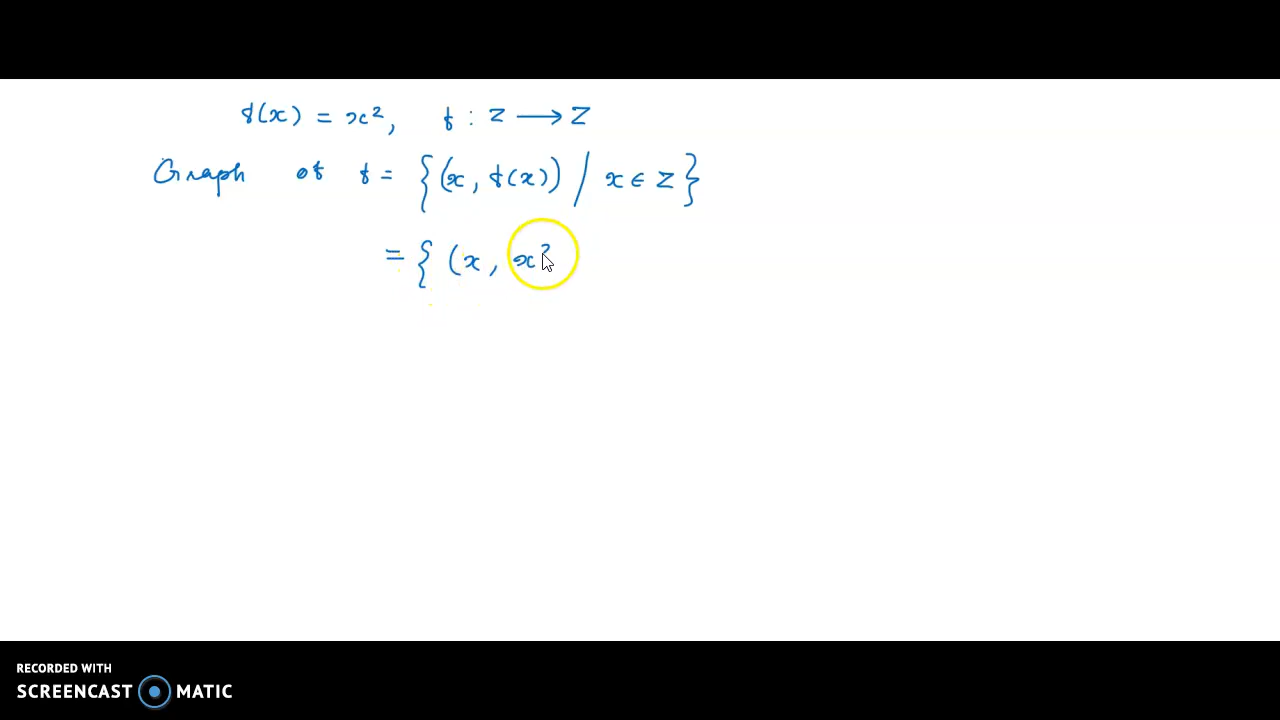 f(x) = x², f : Z ⟶ Z
Graph of f = {(x, f(x)) / x ∈ Z}
= { (x, x²
RECORDED WITH
SCREENCAST MATIC